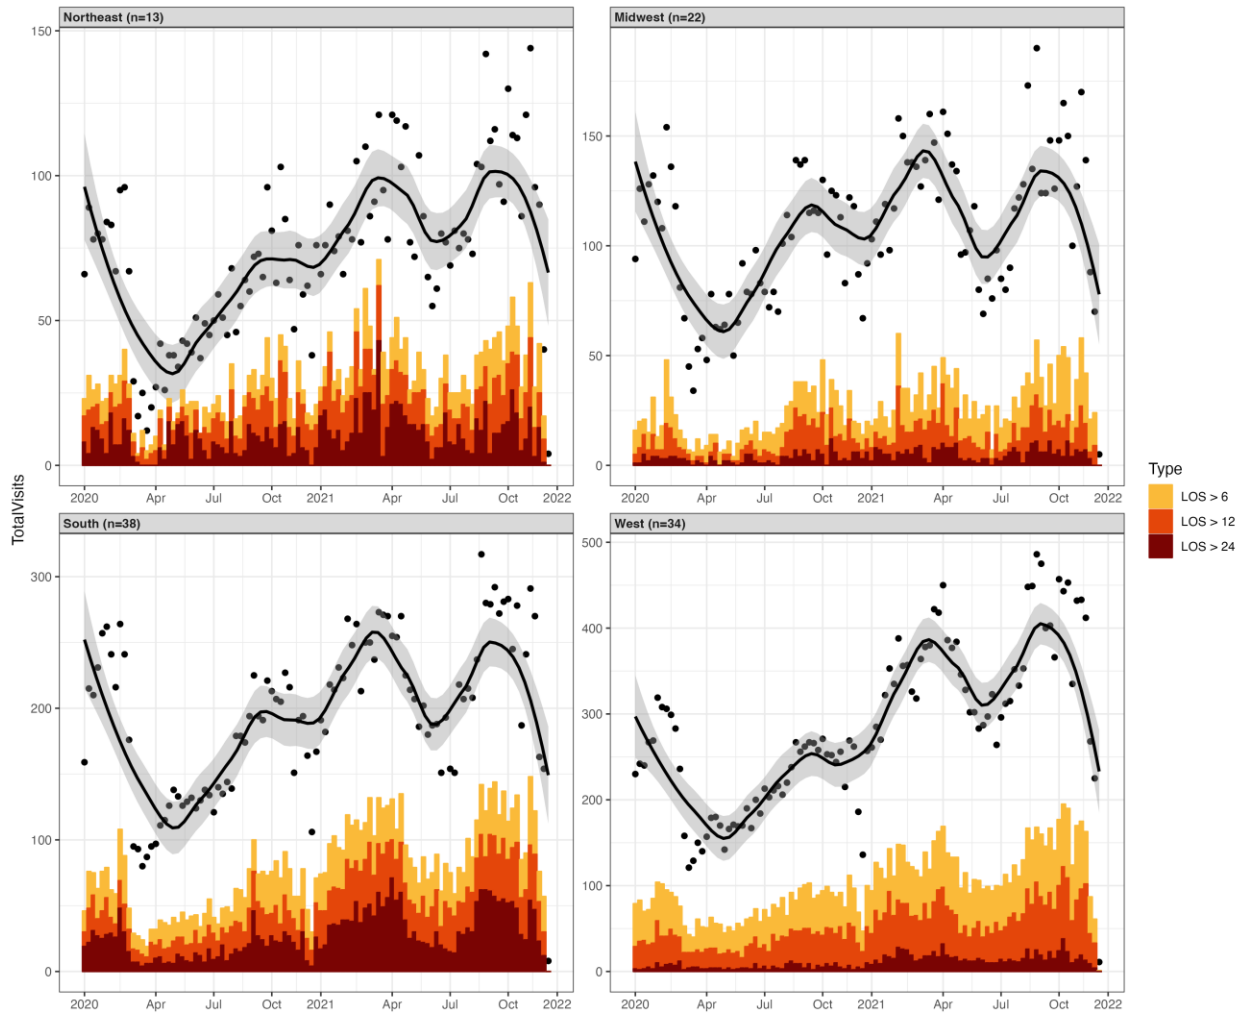 Northeast (n=13)
Midwest (n=22)
150
100
50
0
150
100
50
0
2020 Apr Jul Oct 2021 Apr Jul Oct 2022
2020 Apr Jul Oct 2021 Apr Jul Oct 2022
TotalVisits
South (n=38)
West (n=34)
300
200
100
0
500
400
300
200
100
0
2020 Apr Jul Oct 2021 Apr Jul Oct 2022
2020 Apr Jul Oct 2021 Apr Jul Oct 2022
Type
LOS > 6
LOS > 12
LOS > 24